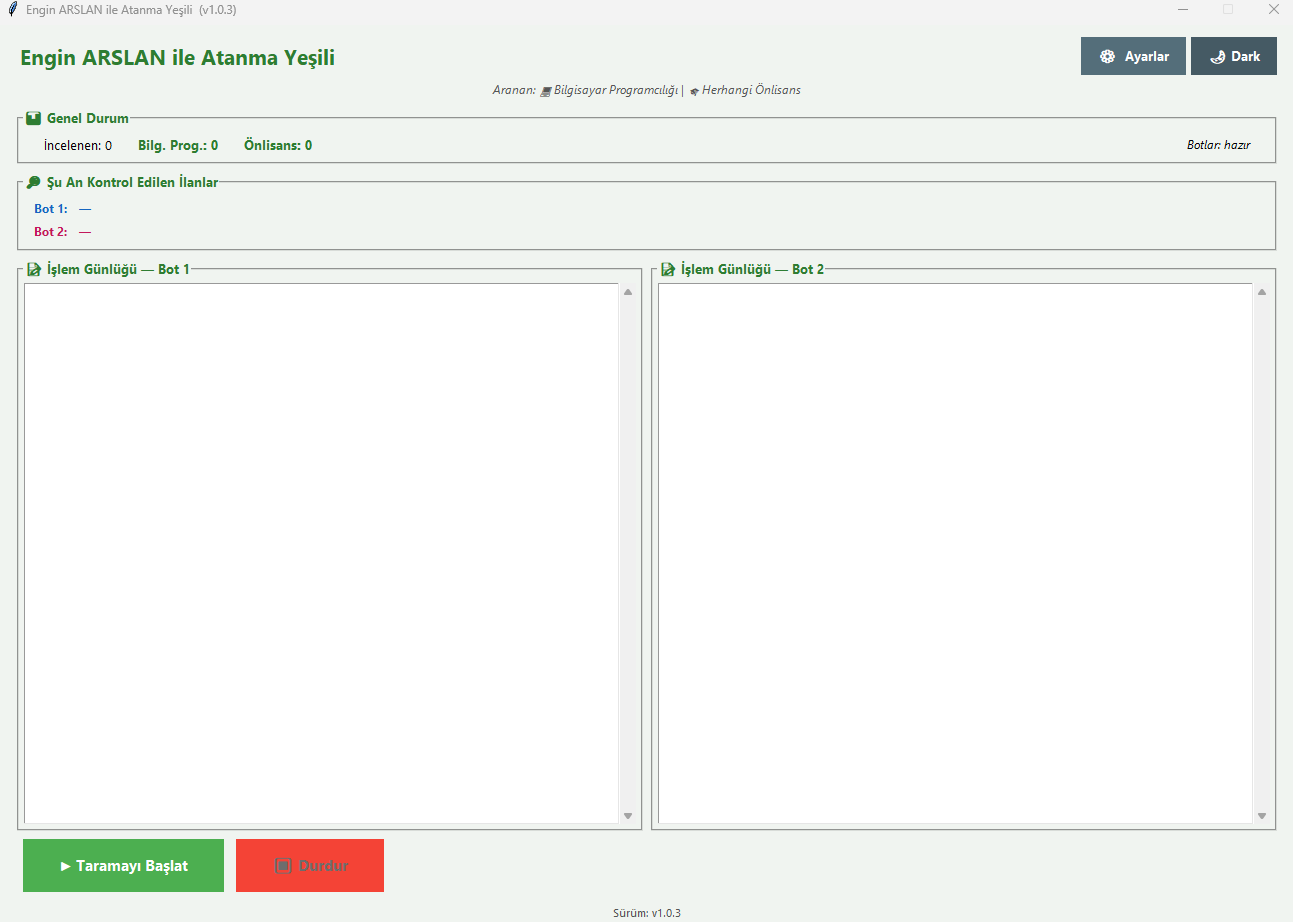 Engin ARSLAN ile Atanma Yeşili (v1.0.3)
Engin ARSLAN ile Atanma Yeşili
Ayarlar
Dark
Aranan: Bilgisayar Programcılığı | Herhangi Önlisans
Genel Durum
İncelenen: 0 Bilg. Prog.: 0 Önlisans: 0 Botlar: hazır
Şu An Kontrol Edilen İlanlar
Bot 1: —
Bot 2: —
İşlem Günlüğü — Bot 1
İşlem Günlüğü — Bot 2
Taramayı Başlat
Durdur
Sürüm: v1.0.3